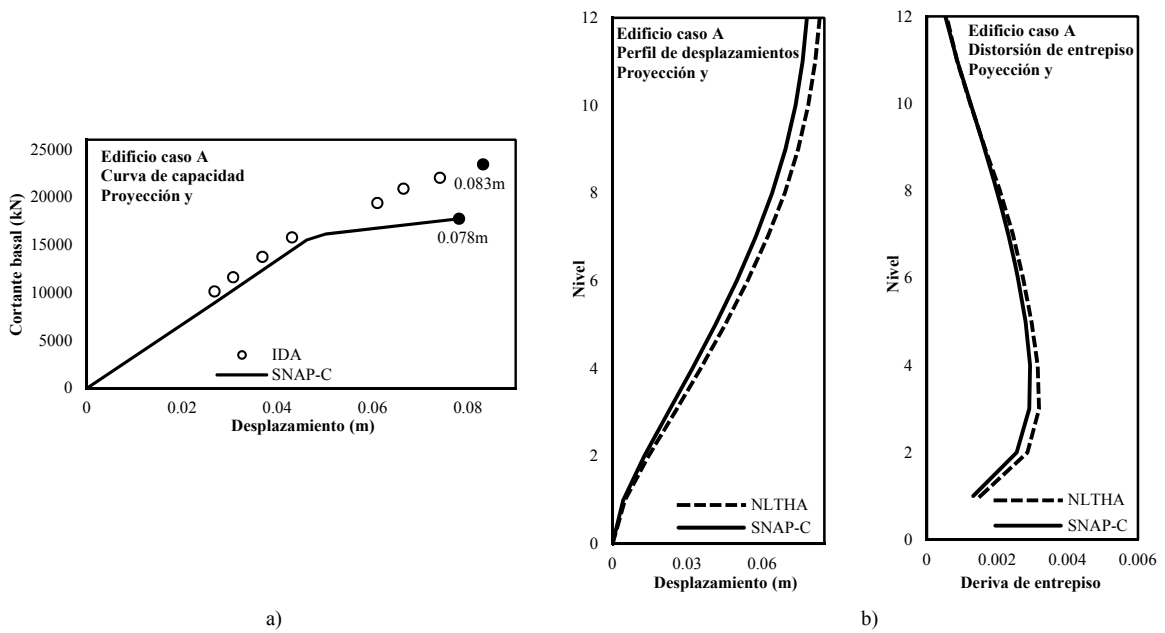 Edificio caso A
Curva de capacidad
Proyección y
25000
20000
15000
10000
5000
0
Cortante basal (kN)
0.083m
0.078m
IDA
SNAP-C
0
0.02
0.04
0.06
0.08
Desplazamiento (m)
a)
Edificio caso A
Perfil de desplazamientos
Proyección y
12
10
8
6
4
2
0
Nivel
NLTHA
SNAP-C
0
0.03
0.06
Desplazamiento (m)
Edificio caso A
Distorsión de entrepiso
Poyección y
12
10
8
6
4
2
0
Nivel
NLTHA
SNAP-C
0
0.002
0.004
0.006
Deriva de entrepiso
b)